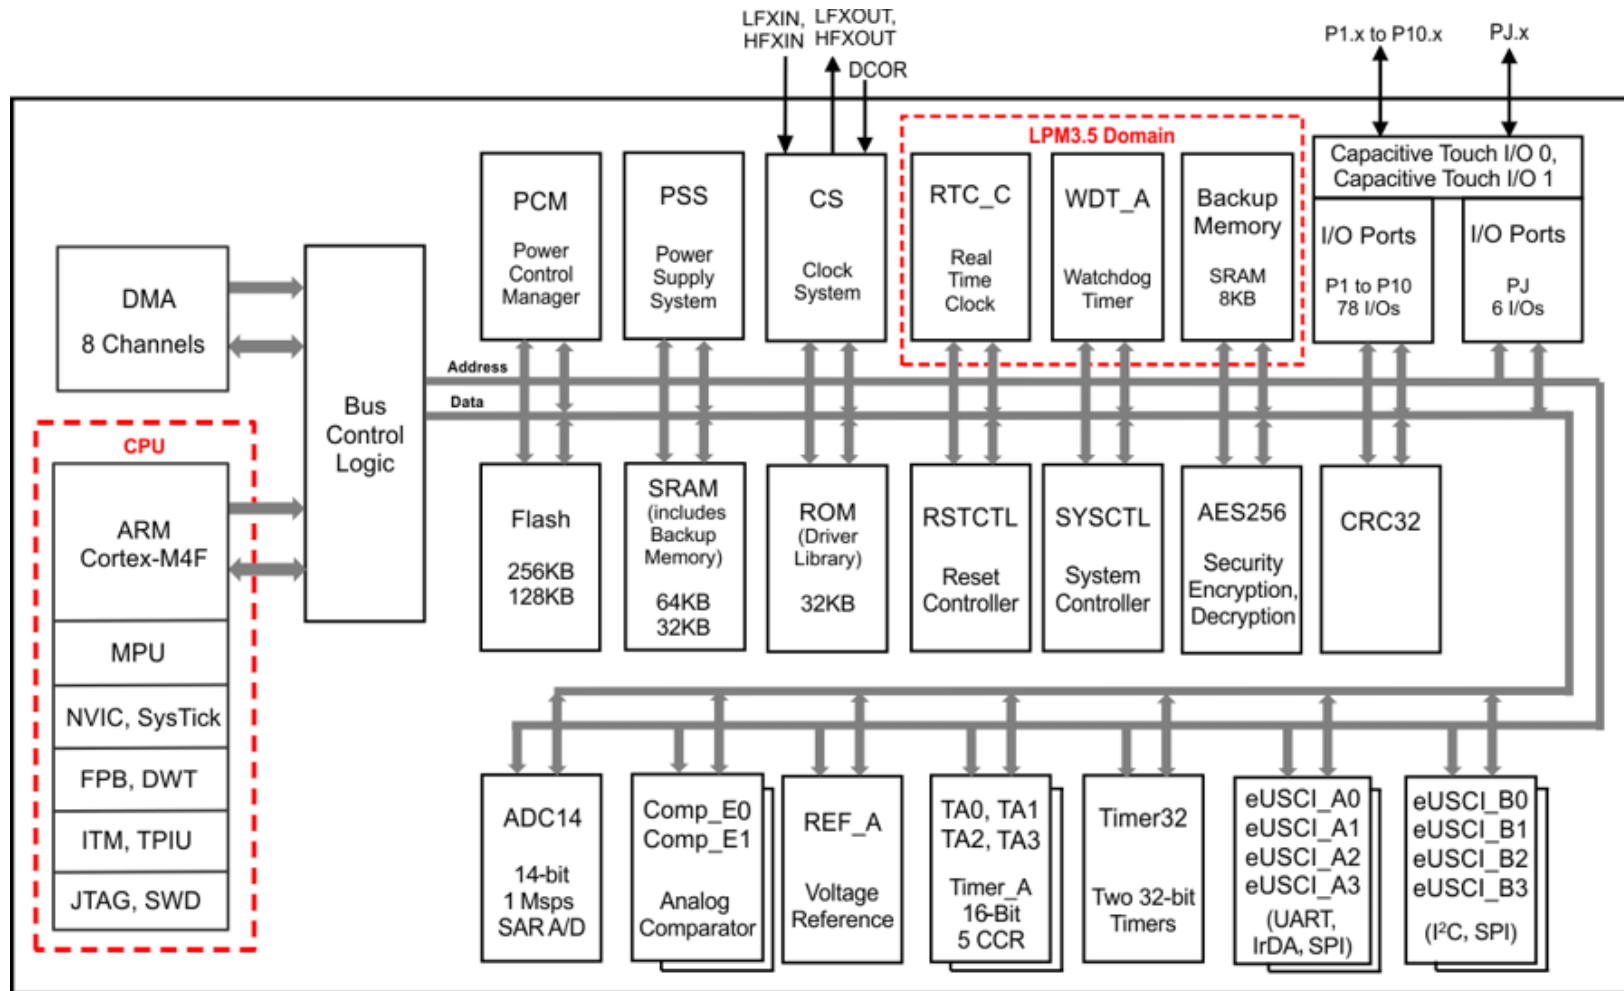 LFXIN,
HFXIN
LFXOUT,
HFXOUT
DCOR
P1.x to P10.x
PJ.x
LPM3.5 Domain
PCM
Power
Control
Manager
PSS
Power
Supply
System
CS
Clock
System
RTC_C
Real
Time
Clock
WDT_A
Watchdog
Timer
Backup
Memory
SRAM
8KB
Capacitive Touch I/O 0,
Capacitive Touch I/O 1
I/O Ports
P1 to P10
78 I/Os
I/O Ports
PJ
6 I/Os
DMA
8 Channels
Bus
Control
Logic
Address
Data
CPU
ARM
Cortex-M4F
MPU
NVIC, SysTick
FPB, DWT
ITM, TPIU
JTAG, SWD
Flash
256KB
128KB
SRAM
(includes
Backup
Memory)
64KB
32KB
ROM
(Driver
Library)
32KB
RSTCTL
Reset
Controller
SYSCTL
System
Controller
AES256
Security
Encryption,
Decryption
CRC32
ADC14
14-bit
1 Msps
SAR A/D
Comp_E0
Comp_E1
Analog
Comparator
REF_A
Voltage
Reference
TA0, TA1
TA2, TA3
Timer_A
16-Bit
5 CCR
Timer32
Two 32-bit
Timers
eUSCI_A0
eUSCI_A1
eUSCI_A2
eUSCI_A3
(UART,
IrDA, SPI)
eUSCI_B0
eUSCI_B1
eUSCI_B2
eUSCI_B3
(I²C, SPI)